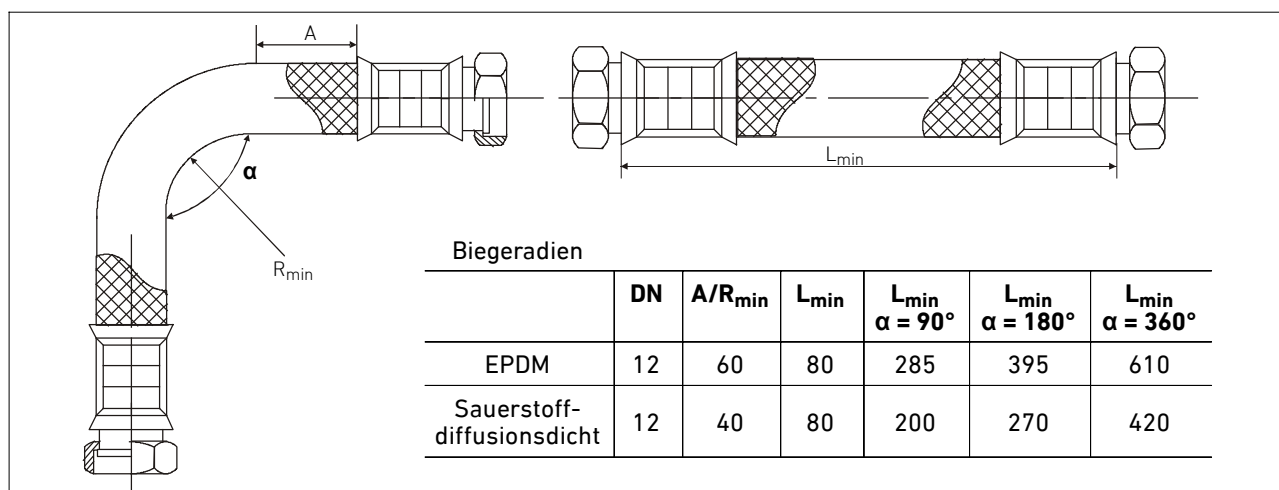 A
α
R_min
L_min
Biegeradien
DN A/R_min L_min L_min α = 90° L_min α = 180° L_min α = 360°
EPDM 12 60 80 285 395 610
Sauerstoff-
diffusionsdicht 12 40 80 200 270 420